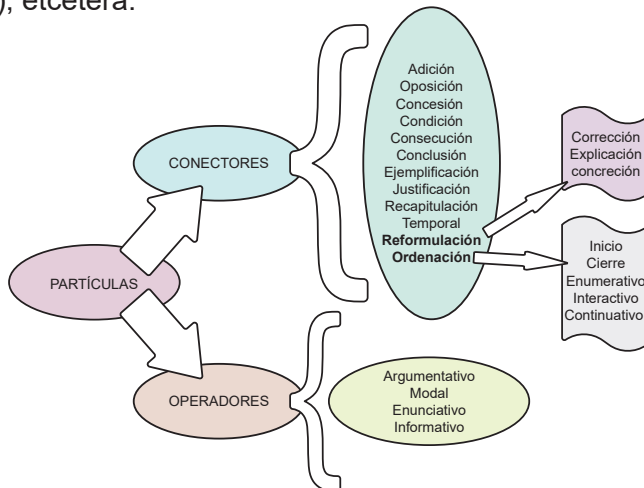 ), etcétera.
PARTÍCULAS
CONECTORES
Adición
Oposición
Concesión
Condición
Consecución
Conclusión
Ejemplificación
Justificación
Recapitulación
Temporal
Reformulación
Ordenación
Corrección
Explicación
concreción
Inicio
Cierre
Enumerativo
Interactivo
Continuativo
OPERADORES
Argumentativo
Modal
Enunciativo
Informativo